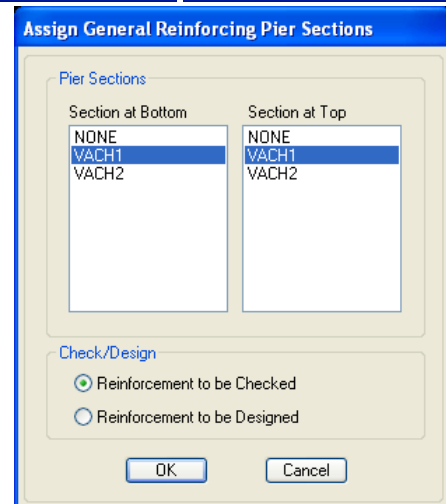 Assign General Reinforcing Pier Sections
Pier Sections
Section at Bottom
NONE
VACH1
VACH2
Section at Top
NONE
VACH1
VACH2
Check/Design
Reinforcement to be Checked
Reinforcement to be Designed
OK
Cancel